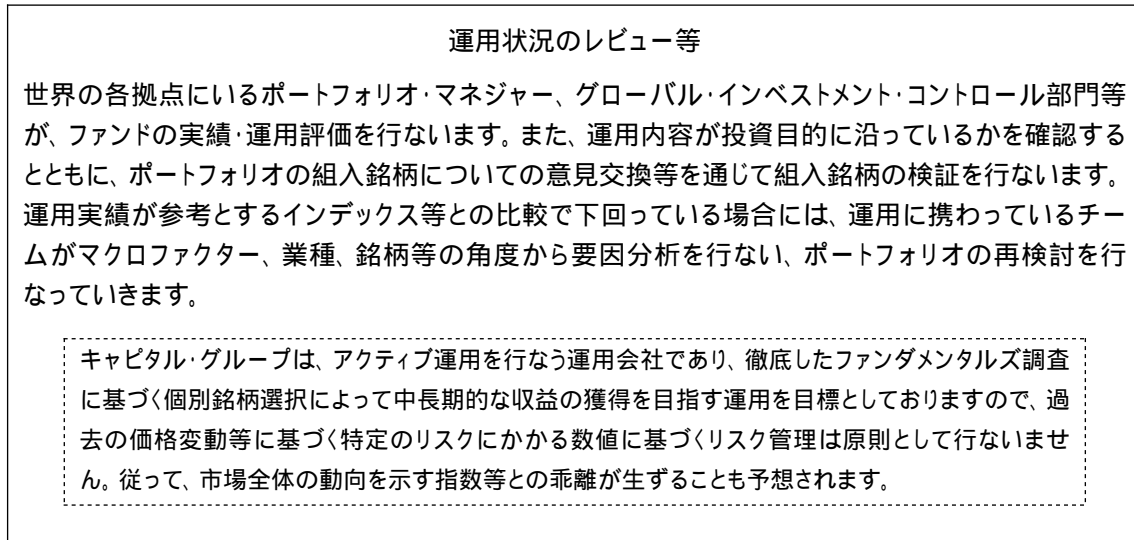 運用状況のレビュー等
世界の各拠点にいるポートフォリオ・マネジャー、グローバル・インベストメント・コントロール部門等
が、ファンドの実績・運用評価を行ないます。また、運用内容が投資目的に沿っているかを確認する
とともに、ポートフォリオの組入銘柄についての意見交換等を通じて組入銘柄の検証を行ないます。
運用実績が参考とするインデックス等との比較で下回っている場合には、運用に携わっているチー
ムがマクロファクター、業種、銘柄等の角度から要因分析を行ない、ポートフォリオの再検討を行
なっていきます。
キャピタル・グループは、アクティブ運用を行なう運用会社であり、徹底したファンダメンタルズ調査
に基づく個別銘柄選択によって中長期的な収益の獲得を目指す運用を目標としておりますので、過
去の価格変動等に基づく特定のリスクにかかる数値に基づくリスク管理は原則として行ないませ
ん。従って、市場全体の動向を示す指数等との乖離が生ずることも予想されます。